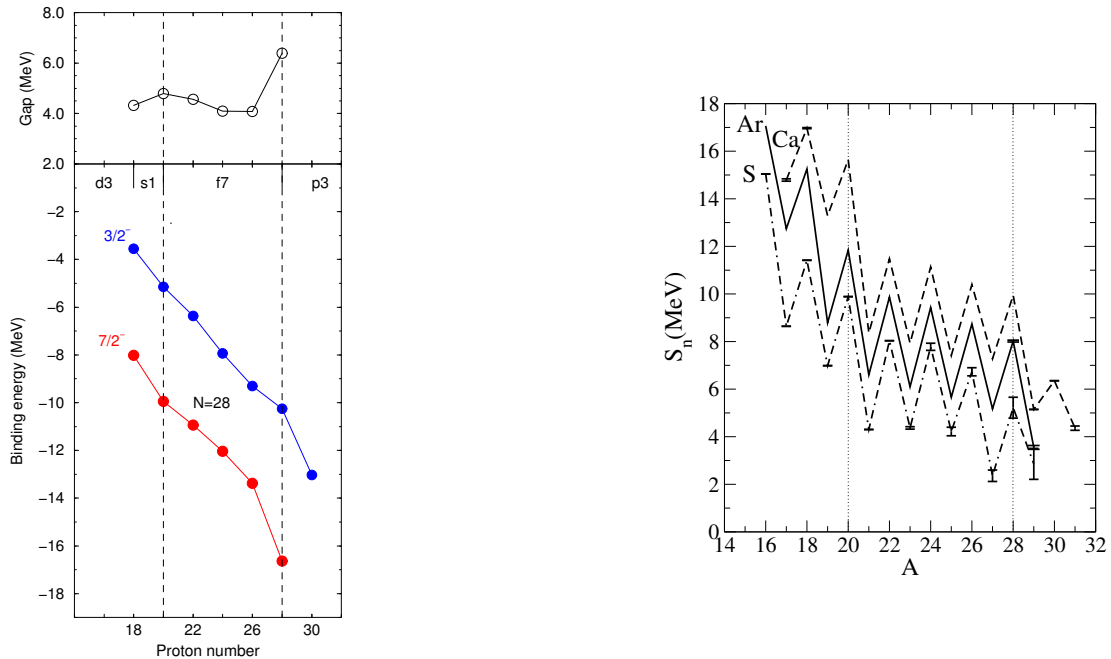 8.0
6.0
4.0
2.0
Gap (MeV)
d3 s1 f7 p3
3/2⁻
7/2⁻
N=28
−2
−4
−6
−8
−10
−12
−14
−16
−18
Binding energy (MeV)
18 22 26 30
Proton number
18
16
14
12
10
8
6
4
2
0
Sₙ(MeV)
Ar
Ca
S
14 16 18 20 22 24 26 28 30 32
A